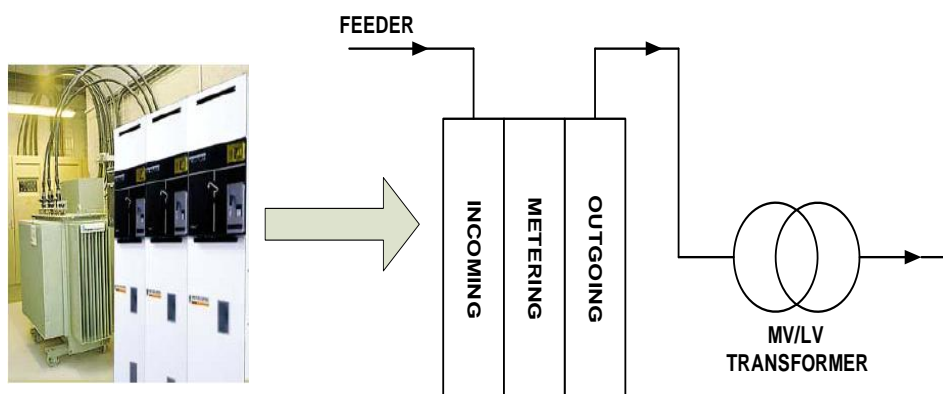 FEEDER
INCOMING
METERING
OUTGOING
MV/LV
TRANSFORMER